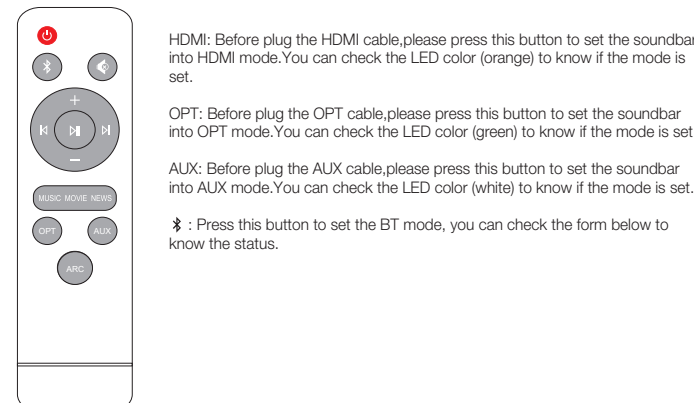 HDMI: Before plug the HDMI cable,please press this button to set the soundbar
into HDMI mode.You can check the LED color (orange) to know if the mode is
set.
OPT: Before plug the OPT cable,please press this button to set the soundbar
into OPT mode.You can check the LED color (green) to know if the mode is set
AUX: Before plug the AUX cable,please press this button to set the soundbar
into AUX mode.You can check the LED color (white) to know if the mode is set.
: Press this button to set the BT mode, you can check the form below to
know the status.
MUSIC MOVIE NEWS
OPT
AUX
ARC